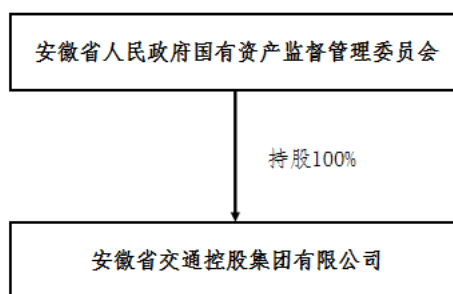 安徽省人民政府国有资产监督管理委员会
持股100%
安徽省交通控股集团有限公司